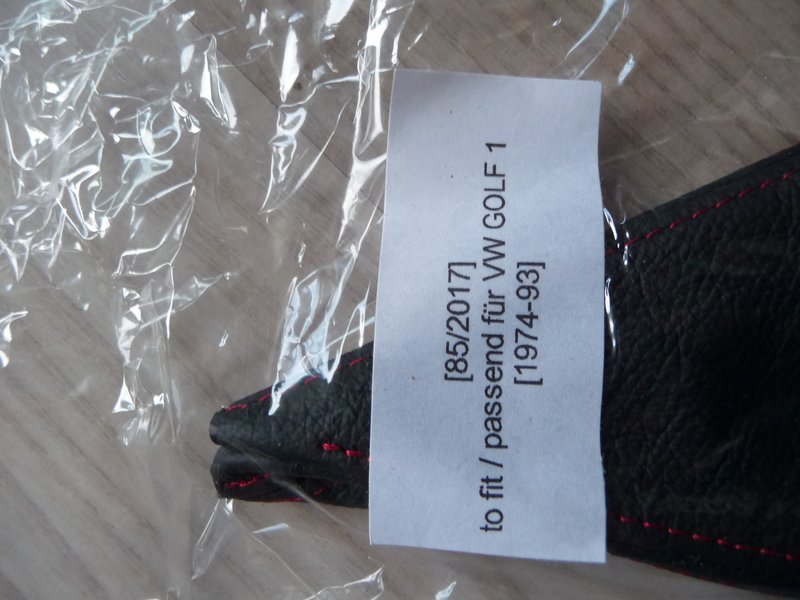 [85/2017]
to fit / passend für VW GOLF 1
[1974-93]